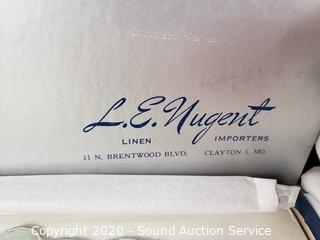 L.E. Nugent
LINEN IMPORTERS
11 N. BRENTWOOD BLVD. CLAYTON 5, MO.
Copyright 2020 - Sound Auction Service